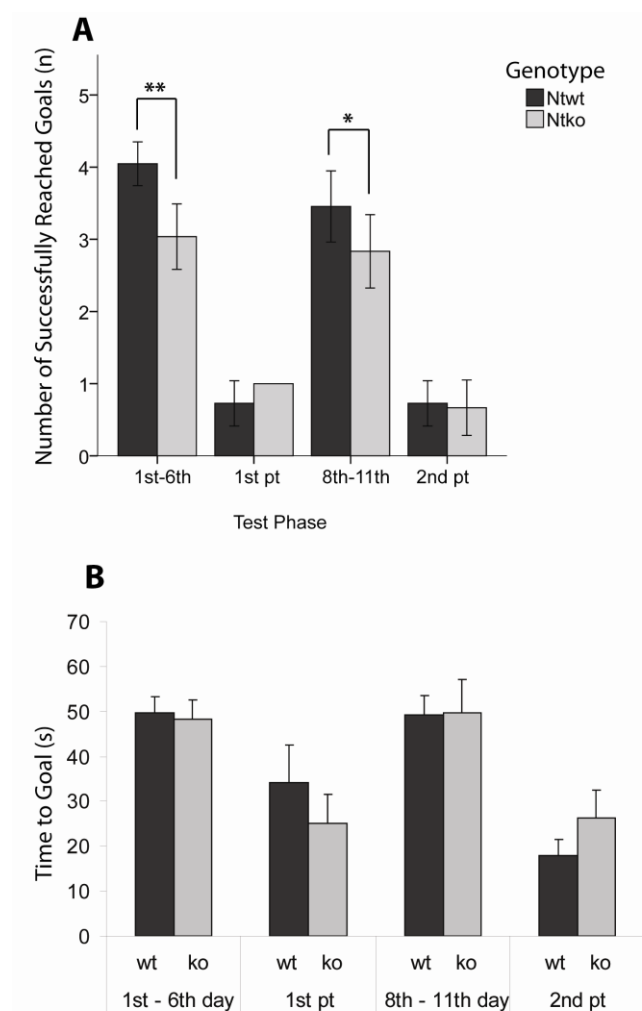 A
Number of Successfully Reached Goals (n)
5
4
3
2
1
0
**
*
Genotype
Ntwt
Ntko
1st-6th
1st pt
8th-11th
2nd pt
Test Phase
B
Time to Goal (s)
70
60
50
40
30
20
10
0
wt ko wt ko wt ko wt ko
1st - 6th day 1st pt 8th - 11th day 2nd pt